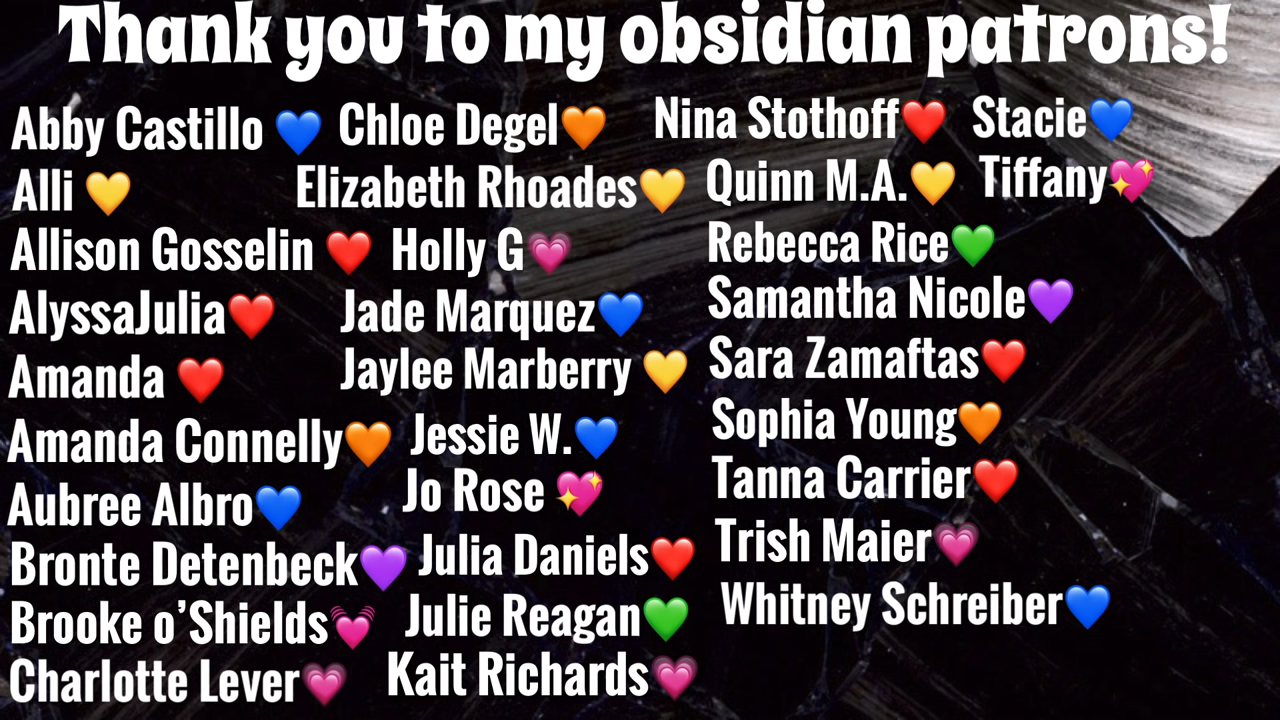 Thank you to my obsidian patrons!
Abby Castillo 💙
Alli 💛
Allison Gosselin ❤️
AlyssaJulia❤️
Amanda ❤️
Amanda Connelly🧡
Aubree Albro💙
Bronte Detenbeck💜
Brooke o’Shields💓
Charlotte Lever💗
Chloe Degel🧡
Elizabeth Rhoades💛
Holly G💗
Jade Marquez💙
Jaylee Marberry 💛
Jessie W.💙
Jo Rose 💖
Julia Daniels❤️
Julie Reagan💚
Kait Richards💗
Nina Stothoff❤️
Quinn M.A.💛
Rebecca Rice💚
Samantha Nicole💜
Sara Zamaftas❤️
Sophia Young🧡
Tanna Carrier❤️
Trish Maier💗
Whitney Schreiber💙
Stacie💙
Tiffany💖